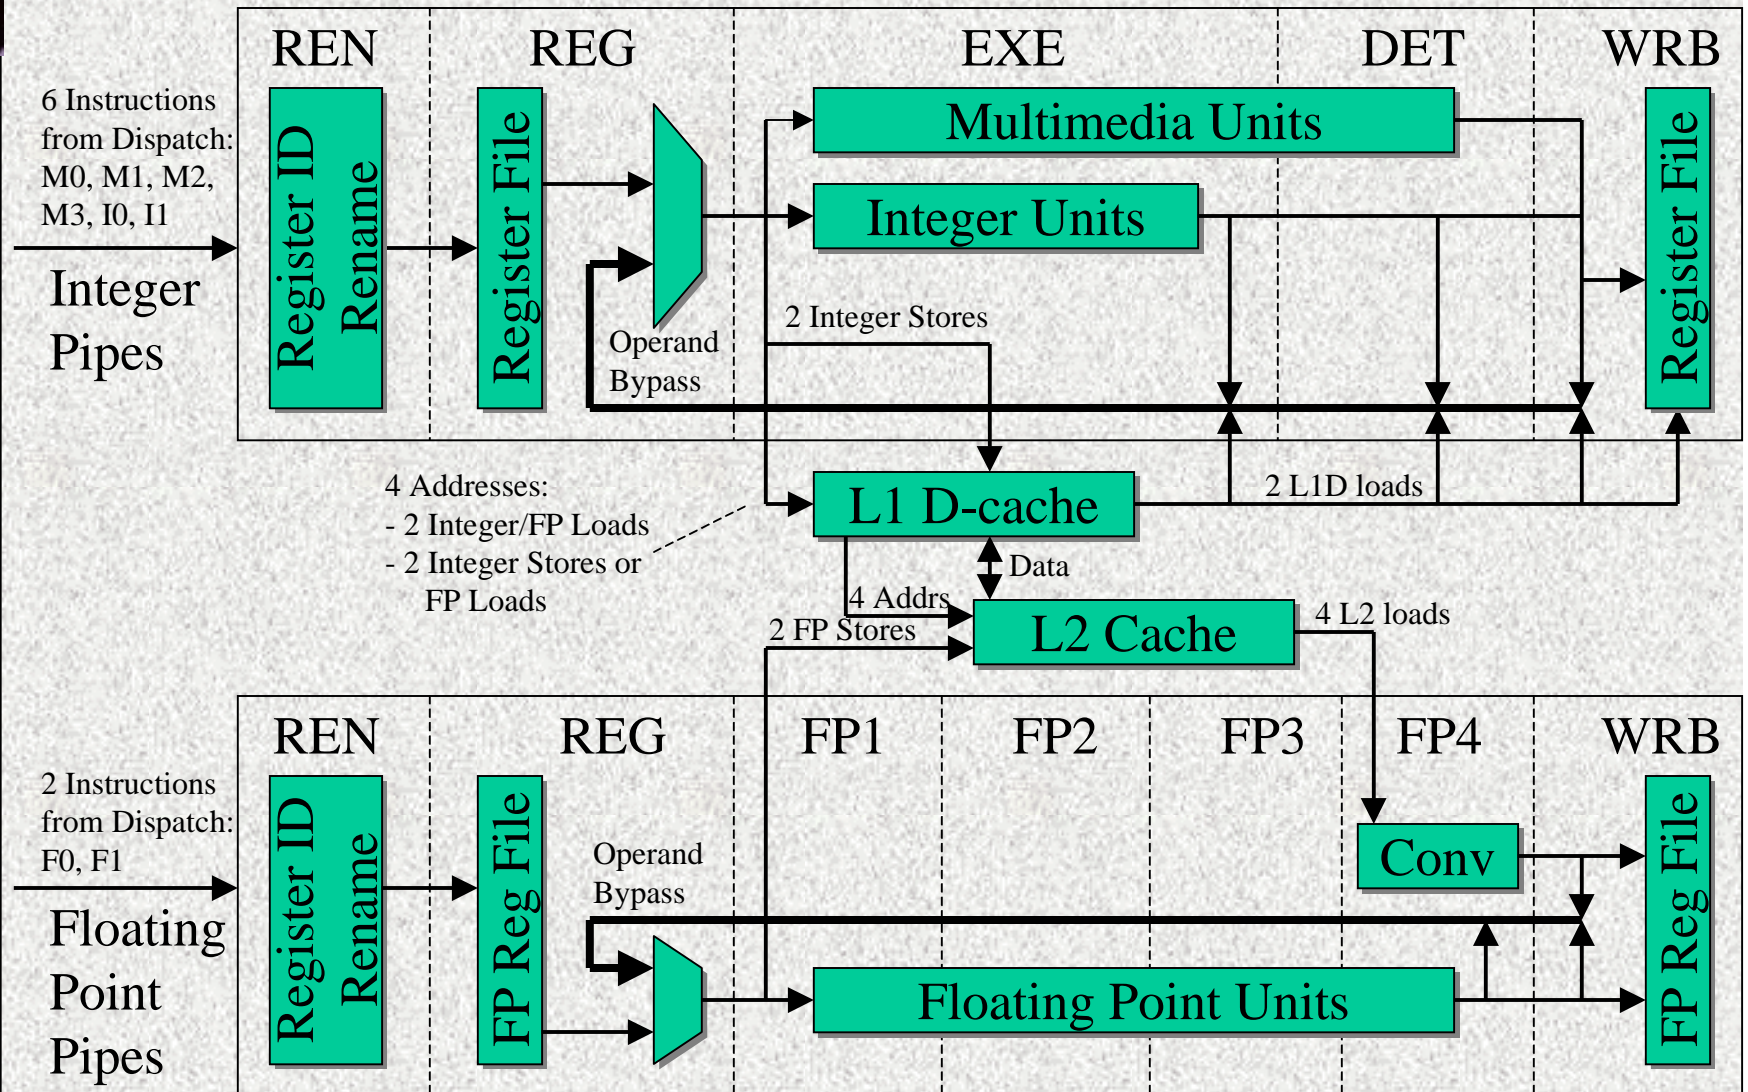 REN
REG
EXE
DET
WRB
6 Instructions
from Dispatch:
M0, M1, M2,
M3, I0, I1
Integer
Pipes
Register ID
Rename
Register File
Operand
Bypass
Multimedia Units
Integer Units
2 Integer Stores
Register File
4 Addresses:
- 2 Integer/FP Loads
- 2 Integer Stores or
FP Loads
L1 D-cache
2 L1D loads
Data
4 Addrs
2 FP Stores
L2 Cache
4 L2 loads
REN
REG
FP1
FP2
FP3
FP4
WRB
2 Instructions
from Dispatch:
F0, F1
Floating
Point
Pipes
Register ID
Rename
FP Reg File
Operand
Bypass
Conv
Floating Point Units
FP Reg File